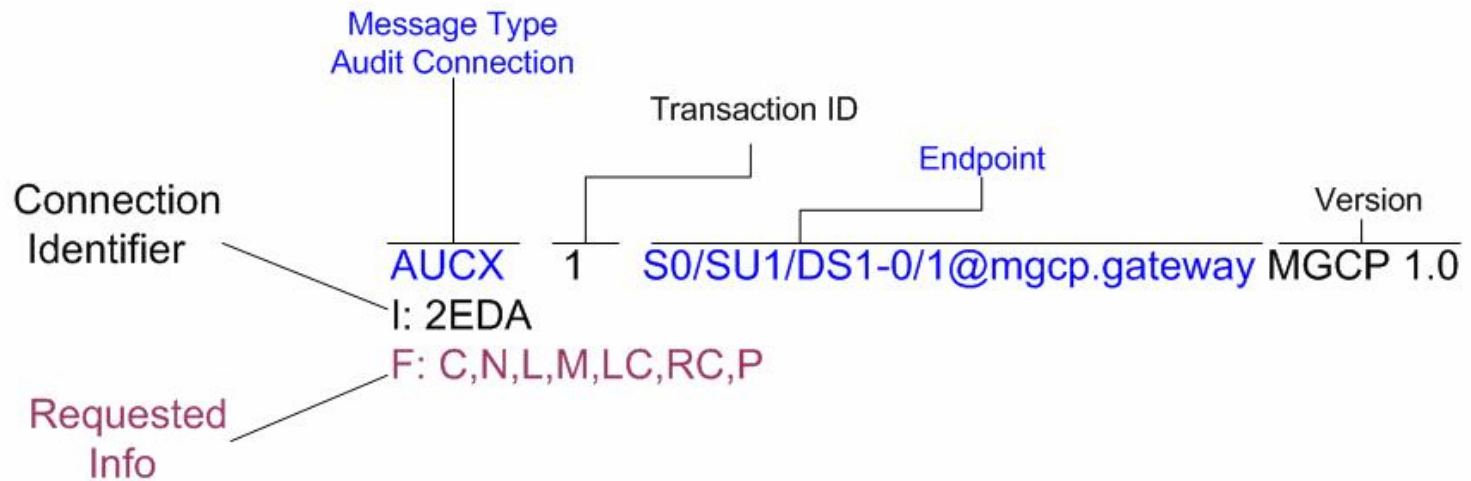 Message Type
Audit Connection
Transaction ID
Endpoint
Version
Connection
Identifier
AUCX 1 S0/SU1/DS1-0/1@mgcp.gateway MGCP 1.0
I: 2EDA
F: C,N,L,M,LC,RC,P
Requested
Info